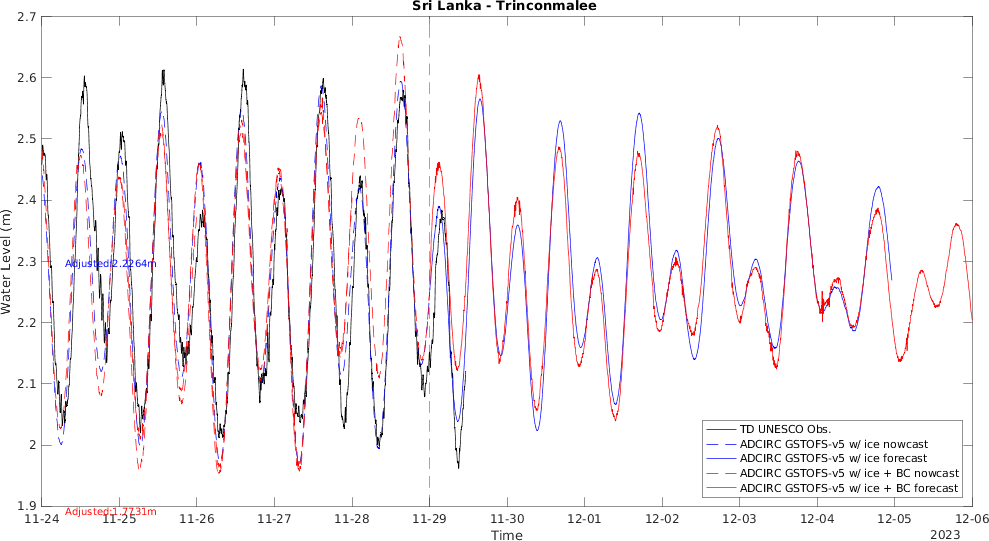 Sri Lanka - Trinconmalee
2.7
2.6
2.5
2.4
2.3
2.2
2.1
2
1.9
Water Level (m)
Adjusted:2.2264m
Adjusted:1.7731m
TD UNESCO Obs.
ADCIRC GSTOFS-v5 w/ ice nowcast
ADCIRC GSTOFS-v5 w/ ice forecast
ADCIRC GSTOFS-v5 w/ ice + BC nowcast
ADCIRC GSTOFS-v5 w/ ice + BC forecast
11-24 11-25 11-26 11-27 11-28 11-29 11-30 12-01 12-02 12-03 12-04 12-05 12-06
Time
2023